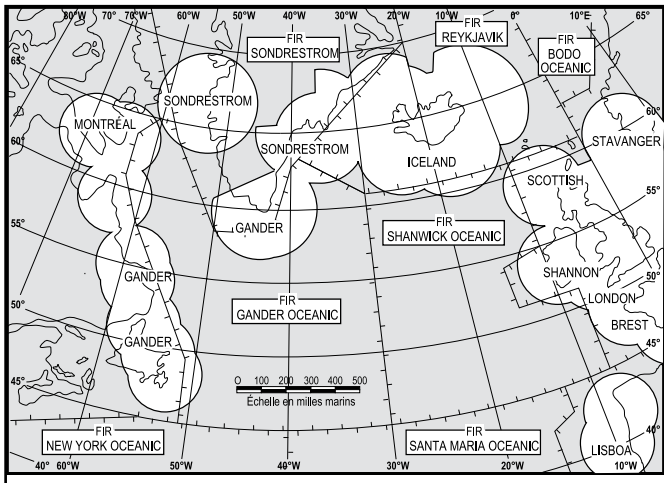 80°W 70°W 60°W 50°W 40°W 30°W 20°W 10°W 0° 10°E 65°
FIR
SONDRESTROM
FIR
REYKJAVIK
FIR
BODO
OCEANIC
65°
60°
MONTRÉAL
SONDRESTROM
SONDRESTROM
ICELAND
60°
STAVANGER
SCOTTISH
55°
60°
55°
GANDER
FIR
SHANWICK OCEANIC
50°
SHANNON
LONDON
BREST
45°
GANDER
FIR
GANDER OCEANIC
50°
GANDER
0 100 200 300 400 500
Échelle en milles marins
45°
FIR
NEW YORK OCEANIC
FIR
SANTA MARIA OCEANIC
40°
LISBOA
40° 60°W 50°W 40°W 30°W 20°W 10°W